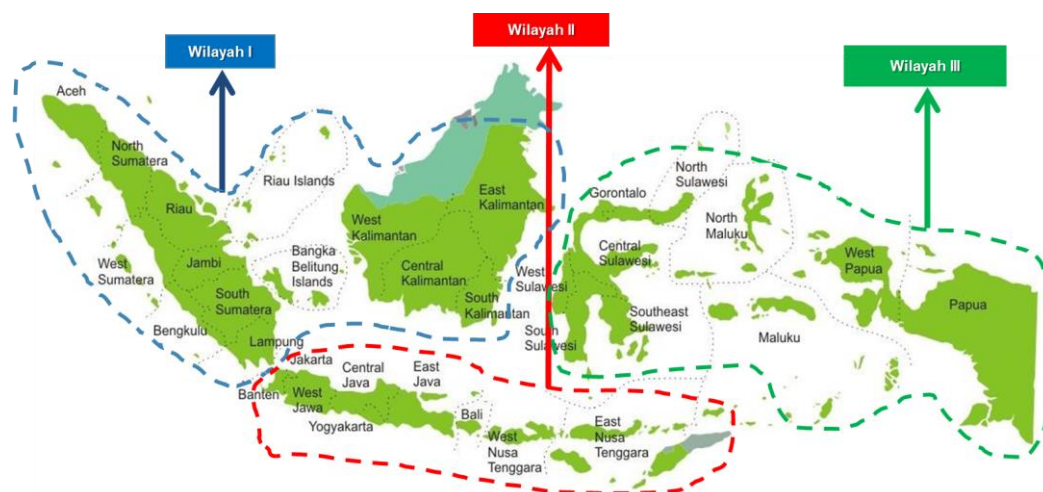 Wilayah I
Wilayah II
Wilayah III
Aceh
North
Sumatera
Riau
Riau Islands
West
Sumatera
Jambi
Bangka
Belitung
Islands
South
Sumatera
Bengkulu
Lampung
West
Kalimantan
East
Kalimantan
Central
Kalimantan
South
Kalimantan
Gorontalo
North
Sulawesi
Central
Sulawesi
West
Sulawesi
South
Sulawesi
Southeast
Sulawesi
North
Maluku
Maluku
West
Papua
Papua
Jakarta
Banten
West
Jawa
Central
Java
Yogyakarta
East
Java
Bali
West
Nusa
Tenggara
East
Nusa
Tenggara